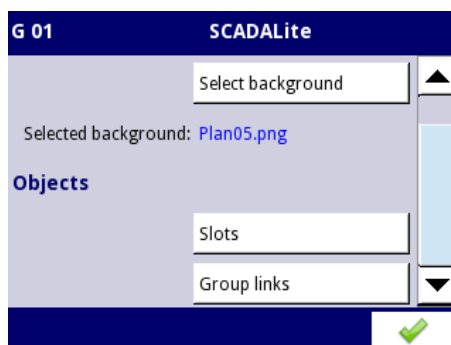 G 01 SCADALite
Select background
Selected background: Plan05.png
Objects
Slots
Group links